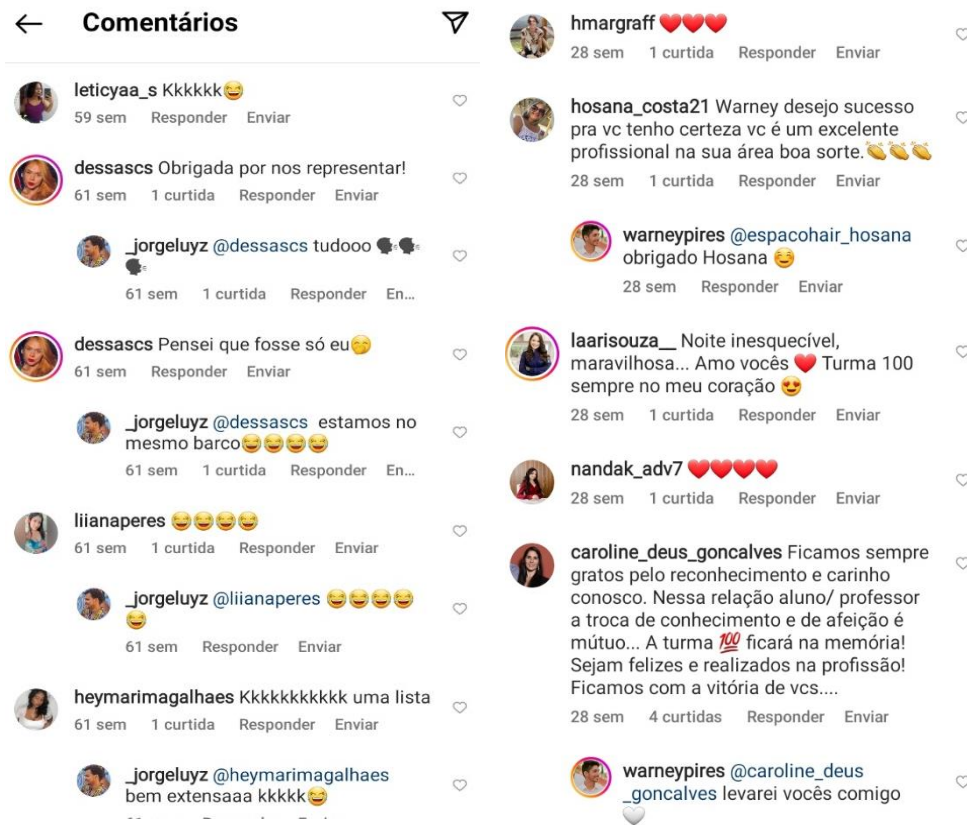 Comentários
leticyaa_s Kkkkkk😂
59 sem Responder Enviar
dessascs Obrigada por nos representar!
61 sem 1 curtida Responder Enviar
_jorgeluyz @dessascs tudooo 🗣🗣
🗣
61 sem 1 curtida Responder En...
dessascs Pensei que fosse só eu🤭
61 sem Responder Enviar
_jorgeluyz @dessascs estamos no
mesmo barco😂😂😂😂
61 sem 1 curtida Responder En...
liianaperes 😂😂😂😂
61 sem 1 curtida Responder Enviar
_jorgeluyz @liianaperes 😂😂😂😂
😂
61 sem Responder Enviar
heymarimagalhaes Kkkkkkkkkkk uma lista
61 sem 1 curtida Responder Enviar
_jorgeluyz @heymarimagalhaes
bem extensaaa kkkkk😂
hmargraff ❤❤❤
28 sem 1 curtida Responder Enviar
hosana_costa21 Warney desejo sucesso
pra vc tenho certeza vc é um excelente
profissional na sua área boa sorte.👏👏👏
28 sem 1 curtida Responder Enviar
warneypires @espacohair_hosana
obrigado Hosana ☺
28 sem Responder Enviar
laarisouza__ Noite inesquecível,
maravilhosa... Amo vocês ❤ Turma 100
sempre no meu coração 😍
28 sem 1 curtida Responder Enviar
nandak_adv7 ❤❤❤❤
28 sem 1 curtida Responder Enviar
caroline_deus_goncalves Ficamos sempre
gratos pelo reconhecimento e carinho
conosco. Nessa relação aluno/ professor
a troca de conhecimento e de afeição é
mútuo... A turma 💯 ficará na memória!
Sejam felizes e realizados na profissão!
Ficamos com a vitória de vcs....
28 sem 4 curtidas Responder Enviar
warneypires @caroline_deus
_goncalves levarei vocês comigo
🤍